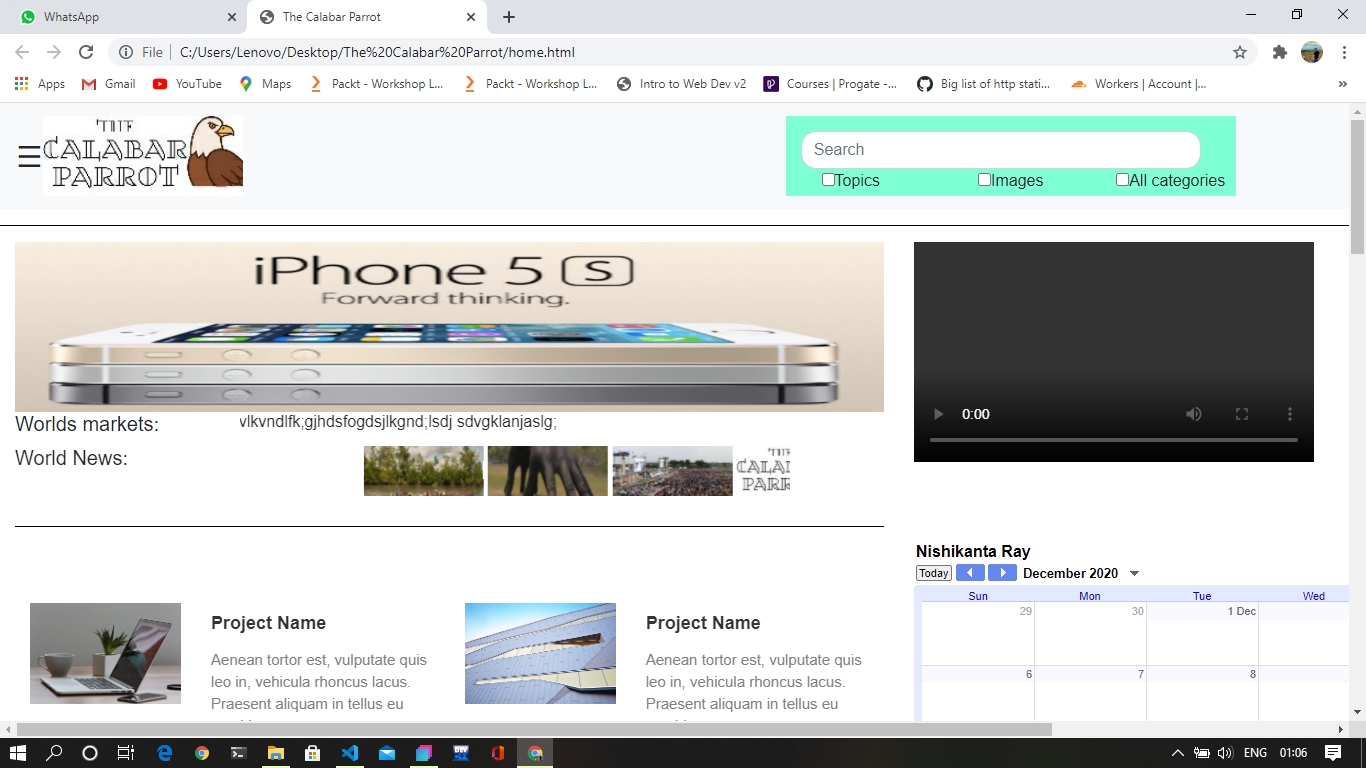 WhatsApp
The Calabar Parrot
File
C:/Users/Lenovo/Desktop/The%20Calabar%20Parrot/home.html
Apps
Gmail
YouTube
Maps
Packt - Workshop L...
Packt - Workshop L...
Intro to Web Dev v2
Courses | Progate -...
Big list of http stati...
Workers | Account |...
»
THE
CALABAR
PARROT
Search
Topics
Images
All categories
iPhone 5 S
Forward thinking.
0:00
Worlds markets:
vlkvndlfk;gjhdsfogdsjlkgnd;lsdj sdvgklanjaslg;
World News:
THE
CALA
PARR
Nishikanta Ray
Today
December 2020
Sun
Mon
Tue
Wed
29
30
1 Dec
6
7
8
Project Name
Aenean tortor est, vulputate quis
leo in, vehicula rhoncus lacus.
Praesent aliquam in tellus eu
Project Name
Aenean tortor est, vulputate quis
leo in, vehicula rhoncus lacus.
Praesent aliquam in tellus eu
ENG
01:06